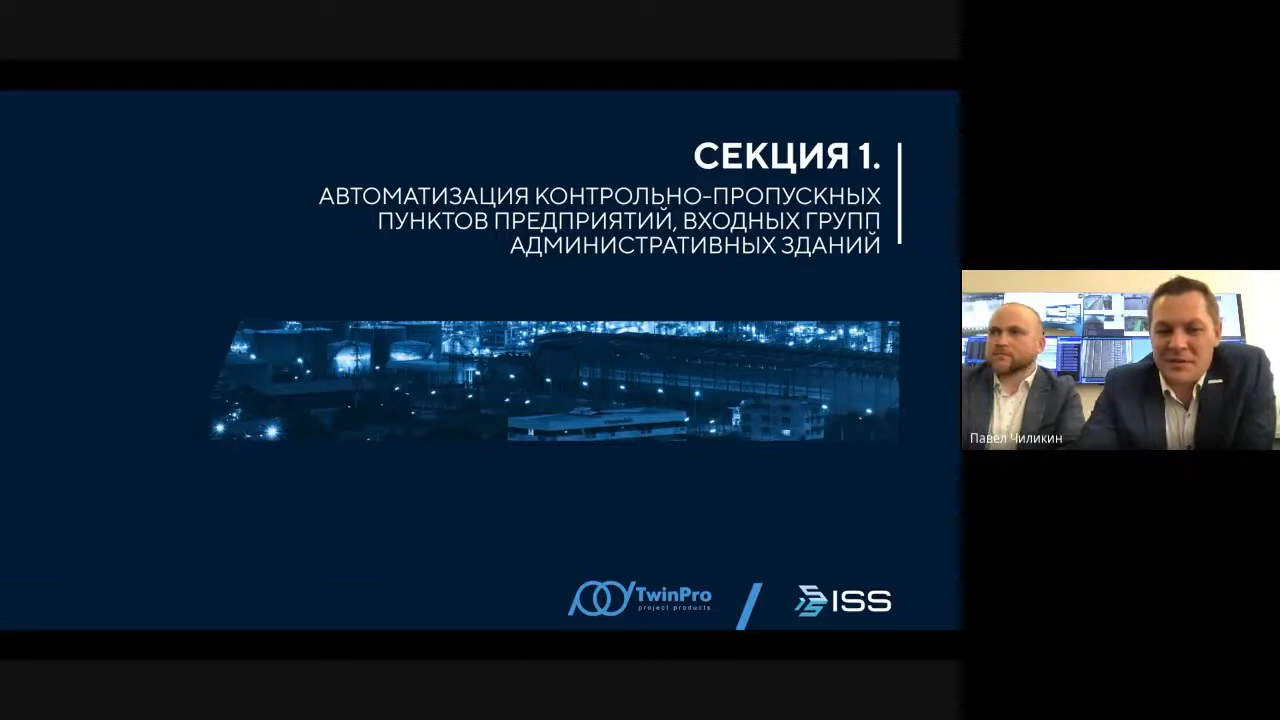 СЕКЦИЯ 1.
АВТОМАТИЗАЦИЯ КОНТРОЛЬНО-ПРОПУСКНЫХ
ПУНКТОВ ПРЕДПРИЯТИЙ, ВХОДНЫХ ГРУПП
АДМИНИСТРАТИВНЫХ ЗДАНИЙ
Павел Чиликин
TwinPro
project products
ISS